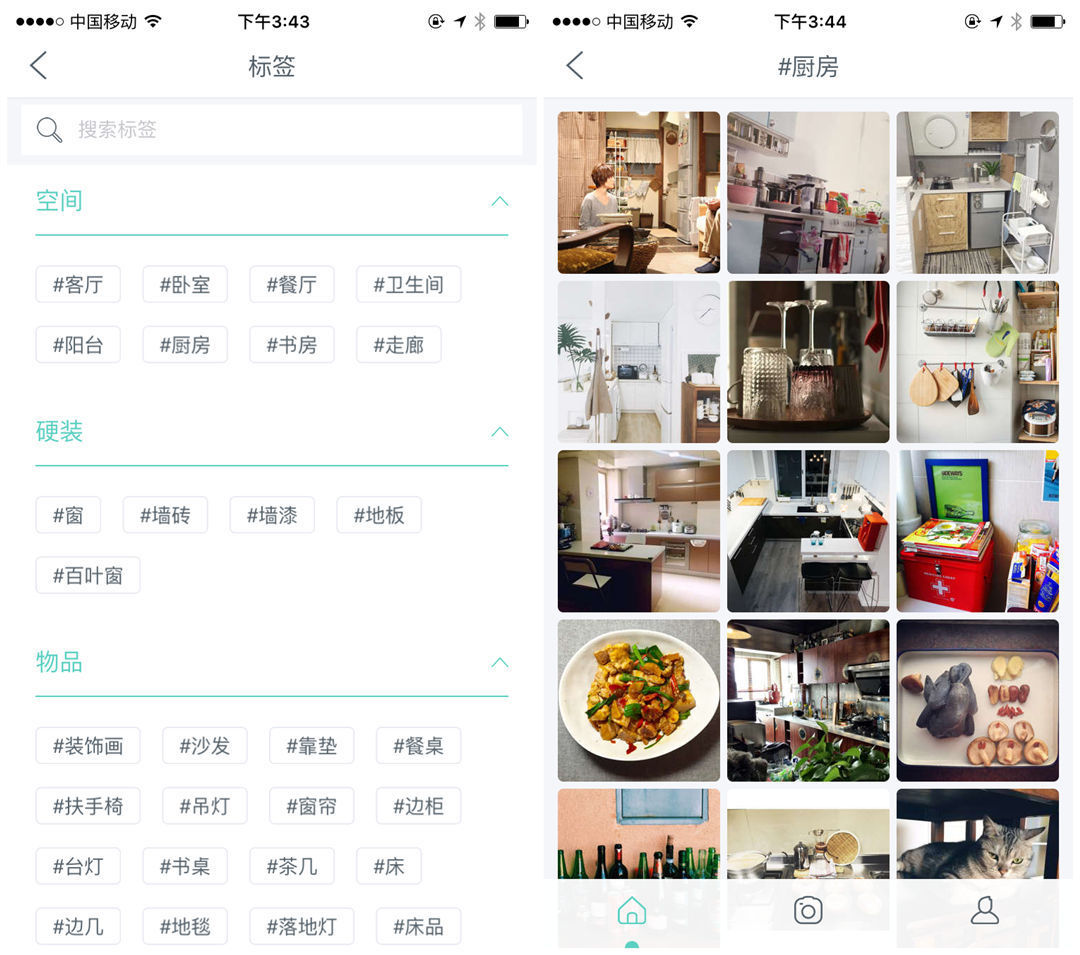 中国移动 下午3:43
标签
搜索标签
空间
#客厅 #卧室 #餐厅 #卫生间
#阳台 #厨房 #书房 #走廊
硬装
#窗 #墙砖 #墙漆 #地板
#百叶窗
物品
#装饰画 #沙发 #靠垫 #餐桌
#扶手椅 #吊灯 #窗帘 #边柜
#台灯 #书桌 #茶几 #床
#边几 #地毯 #落地灯 #床品
中国移动 下午3:44
#厨房